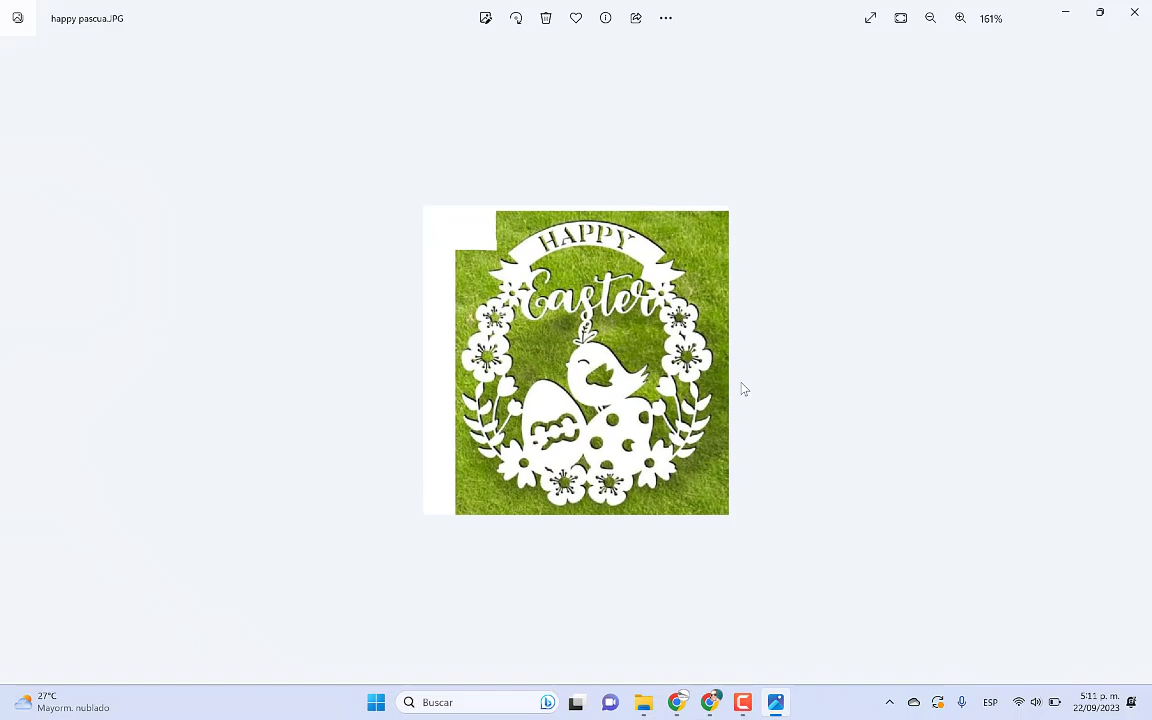 happy pascua.JPG
161%
HAPPY
Easter
27°C
Mayorm. nublado
Buscar
ESP
5:11 p. m.
22/09/2023